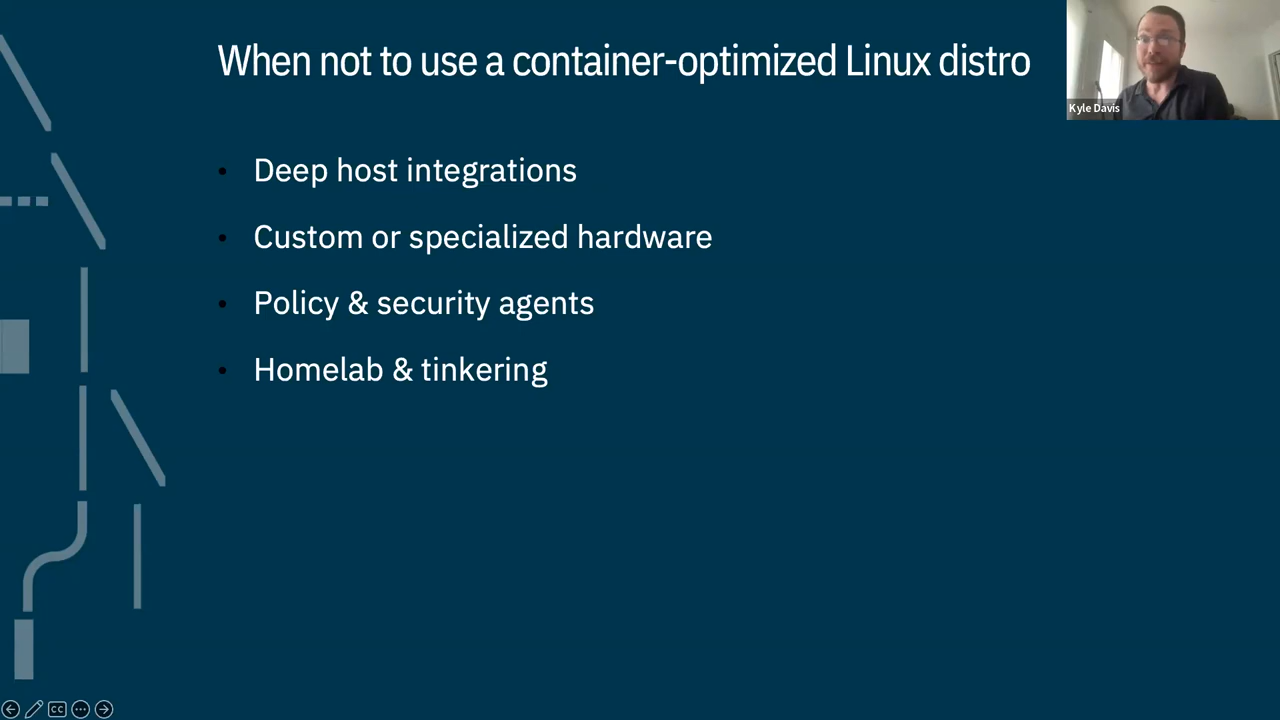 When not to use a container-optimized Linux distro
Kyle Davis
• Deep host integrations
• Custom or specialized hardware
• Policy & security agents
• Homelab & tinkering
CC